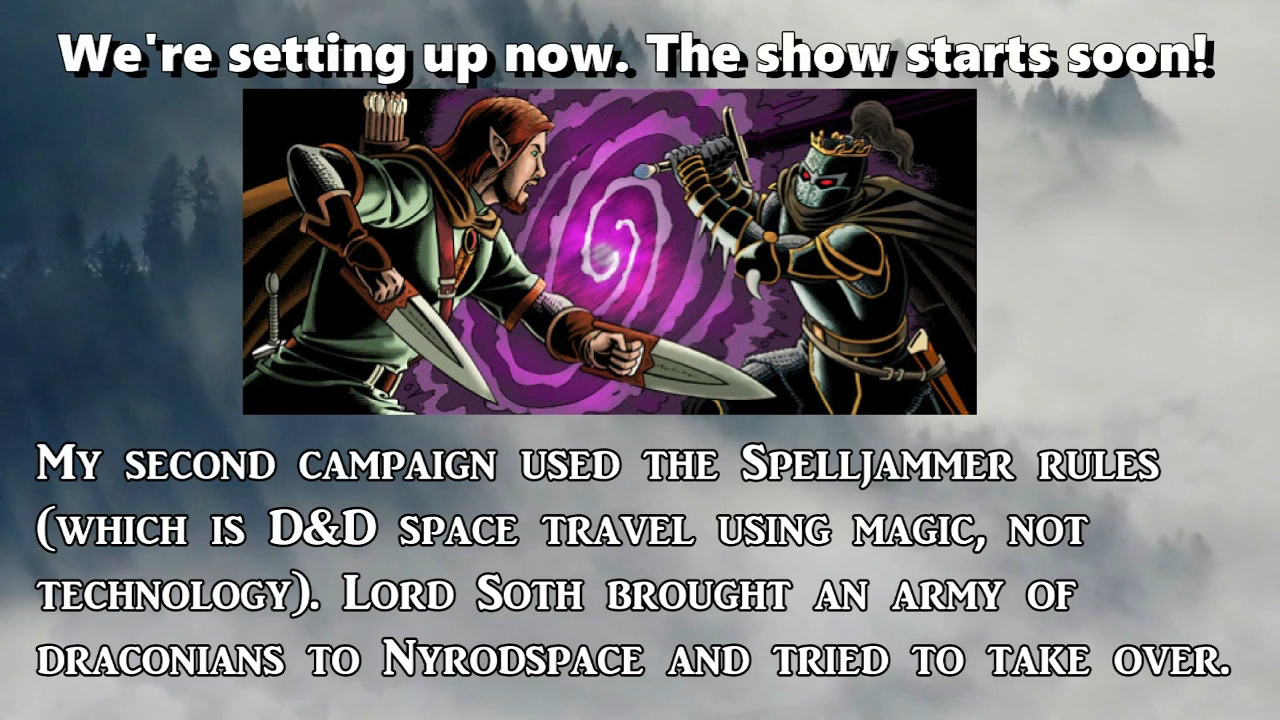 We're setting up now. The show starts soon!
My second campaign used the Spelljammer rules
(which is D&D space travel using magic, not
technology). Lord Soth brought an army of
draconians to Nyrodspace and tried to take over.